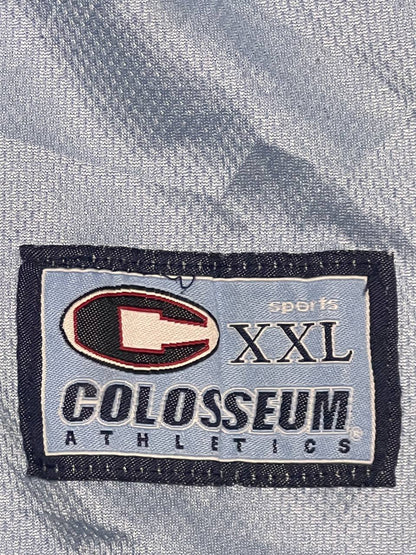 sports
C XXL
COLOSSEUM®
ATHLETICS